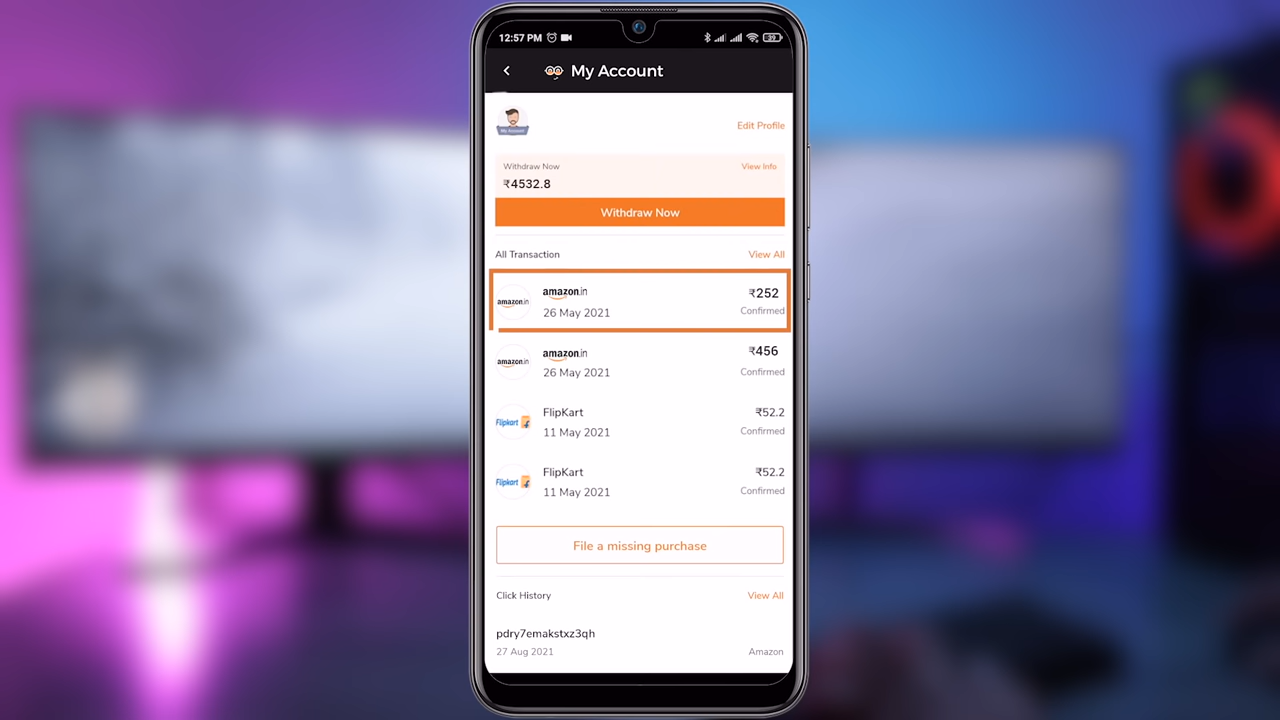 12:57 PM
39
My Account
My Account
Edit Profile
Withdraw Now
View Info
₹4532.8
Withdraw Now
All Transaction
View All
amazon.in
amazon.in
₹252
26 May 2021
Confirmed
amazon.in
amazon.in
₹456
26 May 2021
Confirmed
Flipkart
FlipKart
₹52.2
11 May 2021
Confirmed
Flipkart
FlipKart
₹52.2
11 May 2021
Confirmed
File a missing purchase
Click History
View All
pdry7emakstxz3qh
27 Aug 2021
Amazon